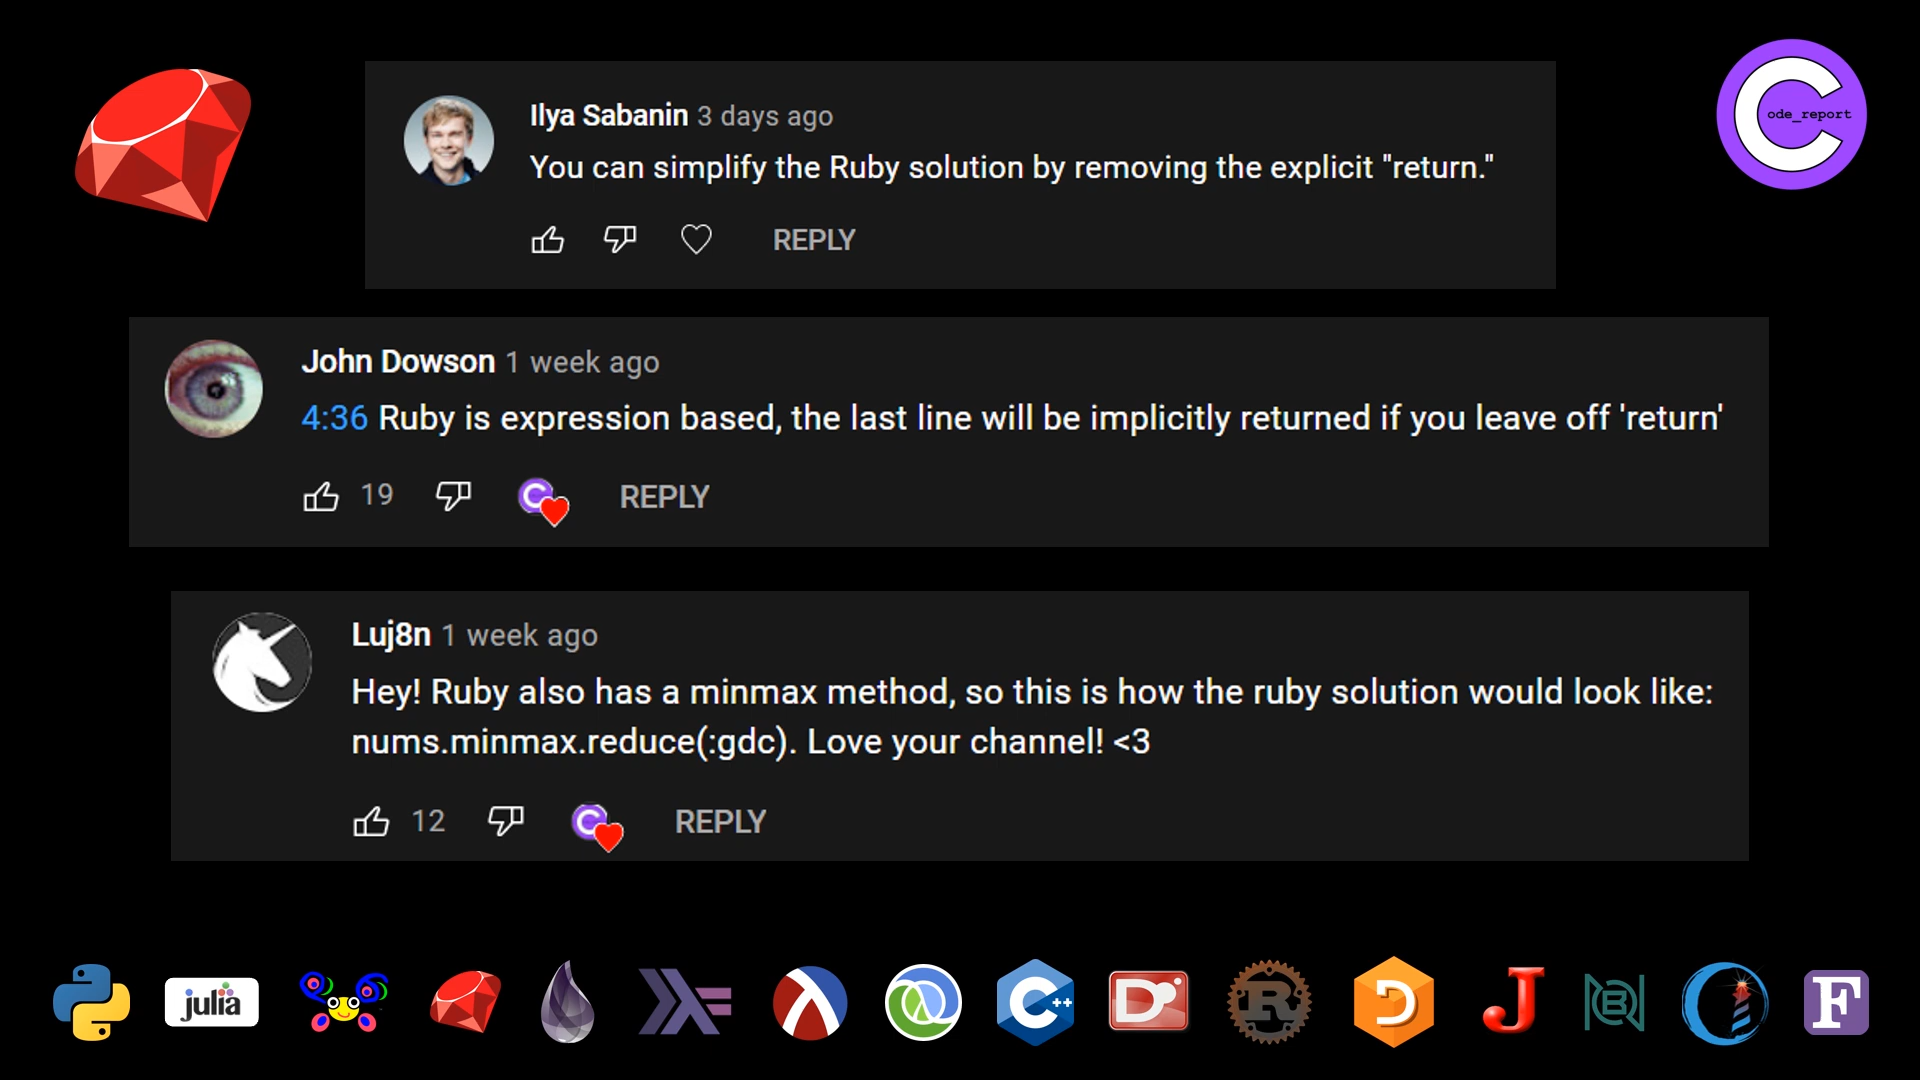 ode_report
Ilya Sabanin 3 days ago
You can simplify the Ruby solution by removing the explicit "return."
REPLY
John Dowson 1 week ago
4:36 Ruby is expression based, the last line will be implicitly returned if you leave off 'return'
19 REPLY
Luj8n 1 week ago
Hey! Ruby also has a minmax method, so this is how the ruby solution would look like:
nums.minmax.reduce(:gdc). Love your channel! <3
12 REPLY
julia C++ D R D J BQN F